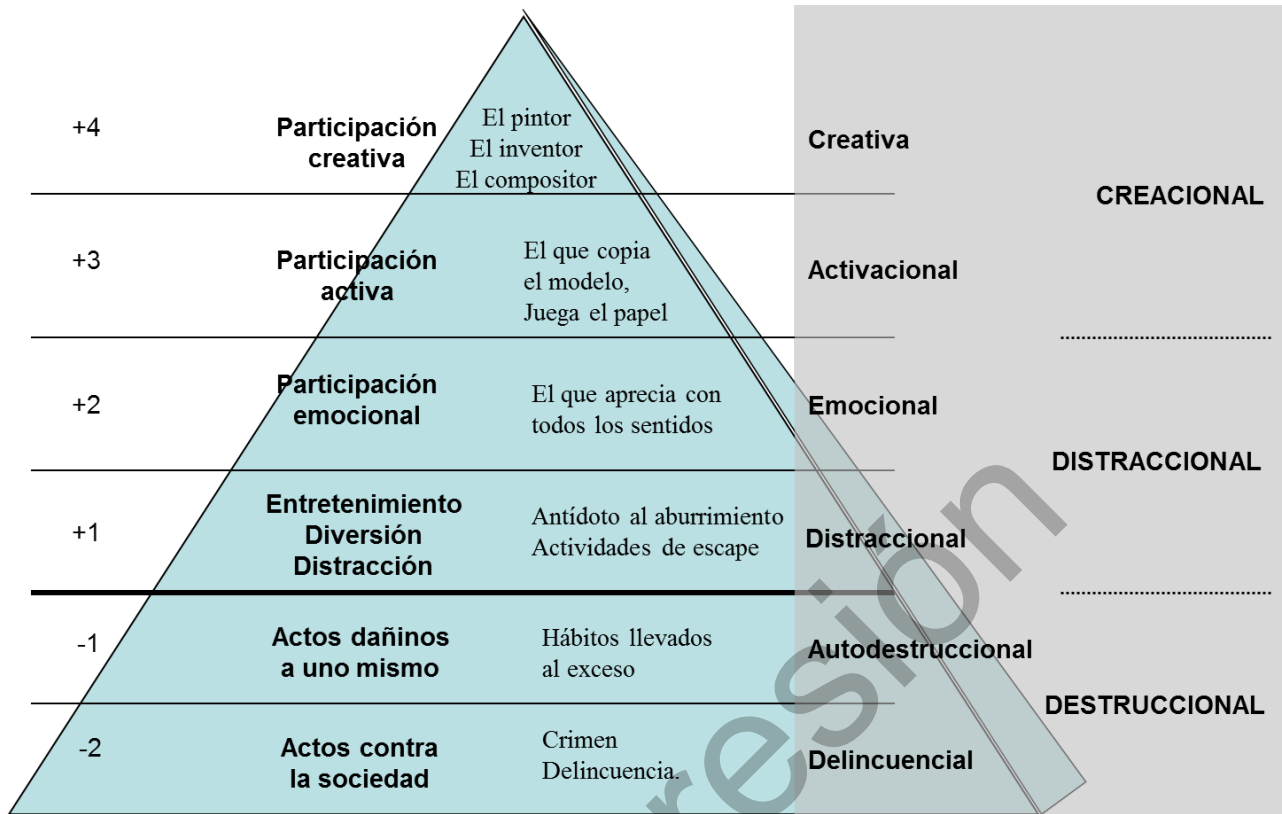 +4
Participación
creativa
El pintor
El inventor
El compositor
Creativa
CREACIONAL
+3
Participación
activa
El que copia
el modelo,
Juega el papel
Activacional
+2
Participación
emocional
El que aprecia con
todos los sentidos
Emocional
DISTRACCIONAL
+1
Entretenimiento
Diversión
Distracción
Antídoto al aburrimiento
Actividades de escape
Distraccional
-1
Actos dañinos
a uno mismo
Hábitos llevados
al exceso
Autodestruccional
DESTRUCCIONAL
-2
Actos contra
la sociedad
Crimen
Delincuencia.
Delincuencial
resión